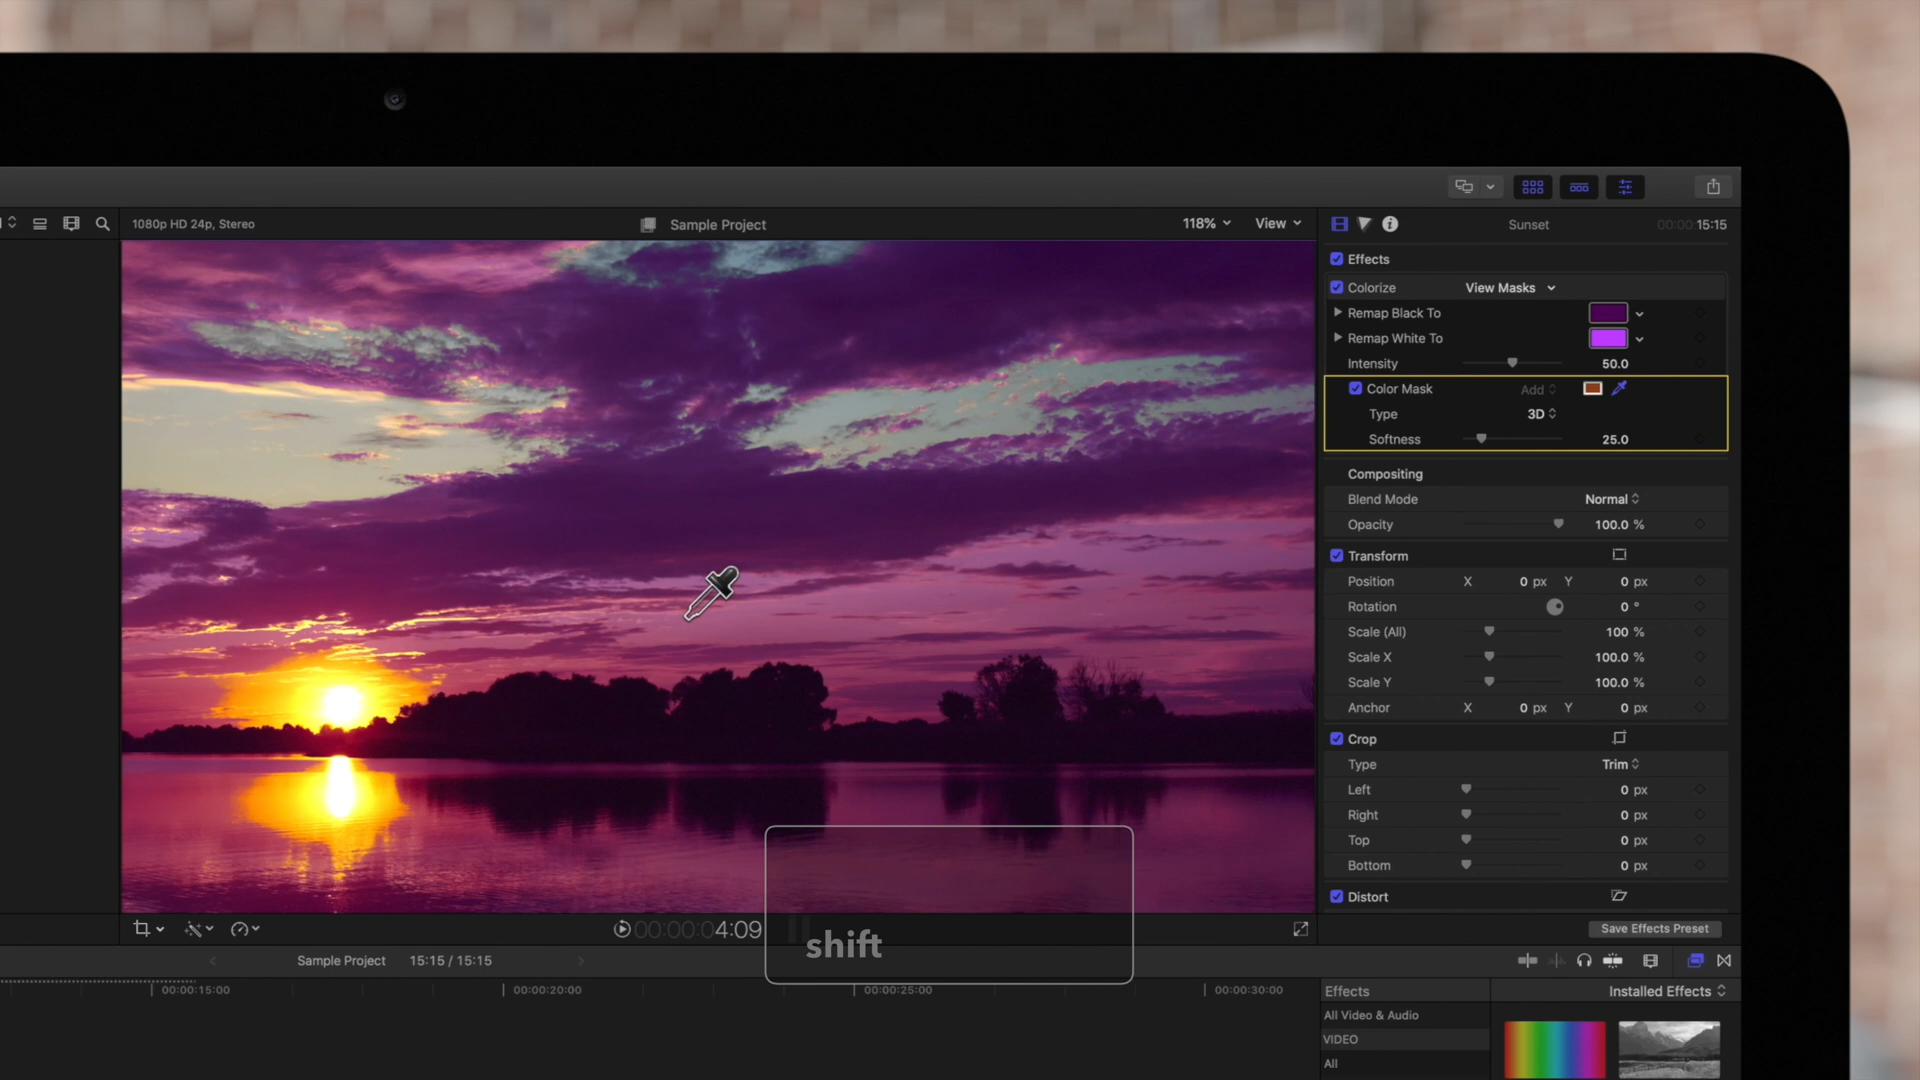 1080p HD 24p, Stereo
Sample Project
118%
View
Sunset
00:00:15:15
Effects
Colorize
View Masks
Remap Black To
Remap White To
Intensity
50.0
Color Mask
Add
Type
3D
Softness
25.0
Compositing
Blend Mode
Normal
Opacity
100.0 %
Transform
Position
X
0 px
Y
0 px
Rotation
0 °
Scale (All)
100 %
Scale X
100.0 %
Scale Y
100.0 %
Anchor
X
0 px
Y
0 px
Crop
Type
Trim
Left
0 px
Right
0 px
Top
0 px
Bottom
0 px
Distort
00:00:04:09
shift
Save Effects Preset
Sample Project
15:15 / 15:15
00:00:15:00
00:00:20:00
00:00:25:00
00:00:30:00
Effects
Installed Effects
All Video & Audio
VIDEO
All